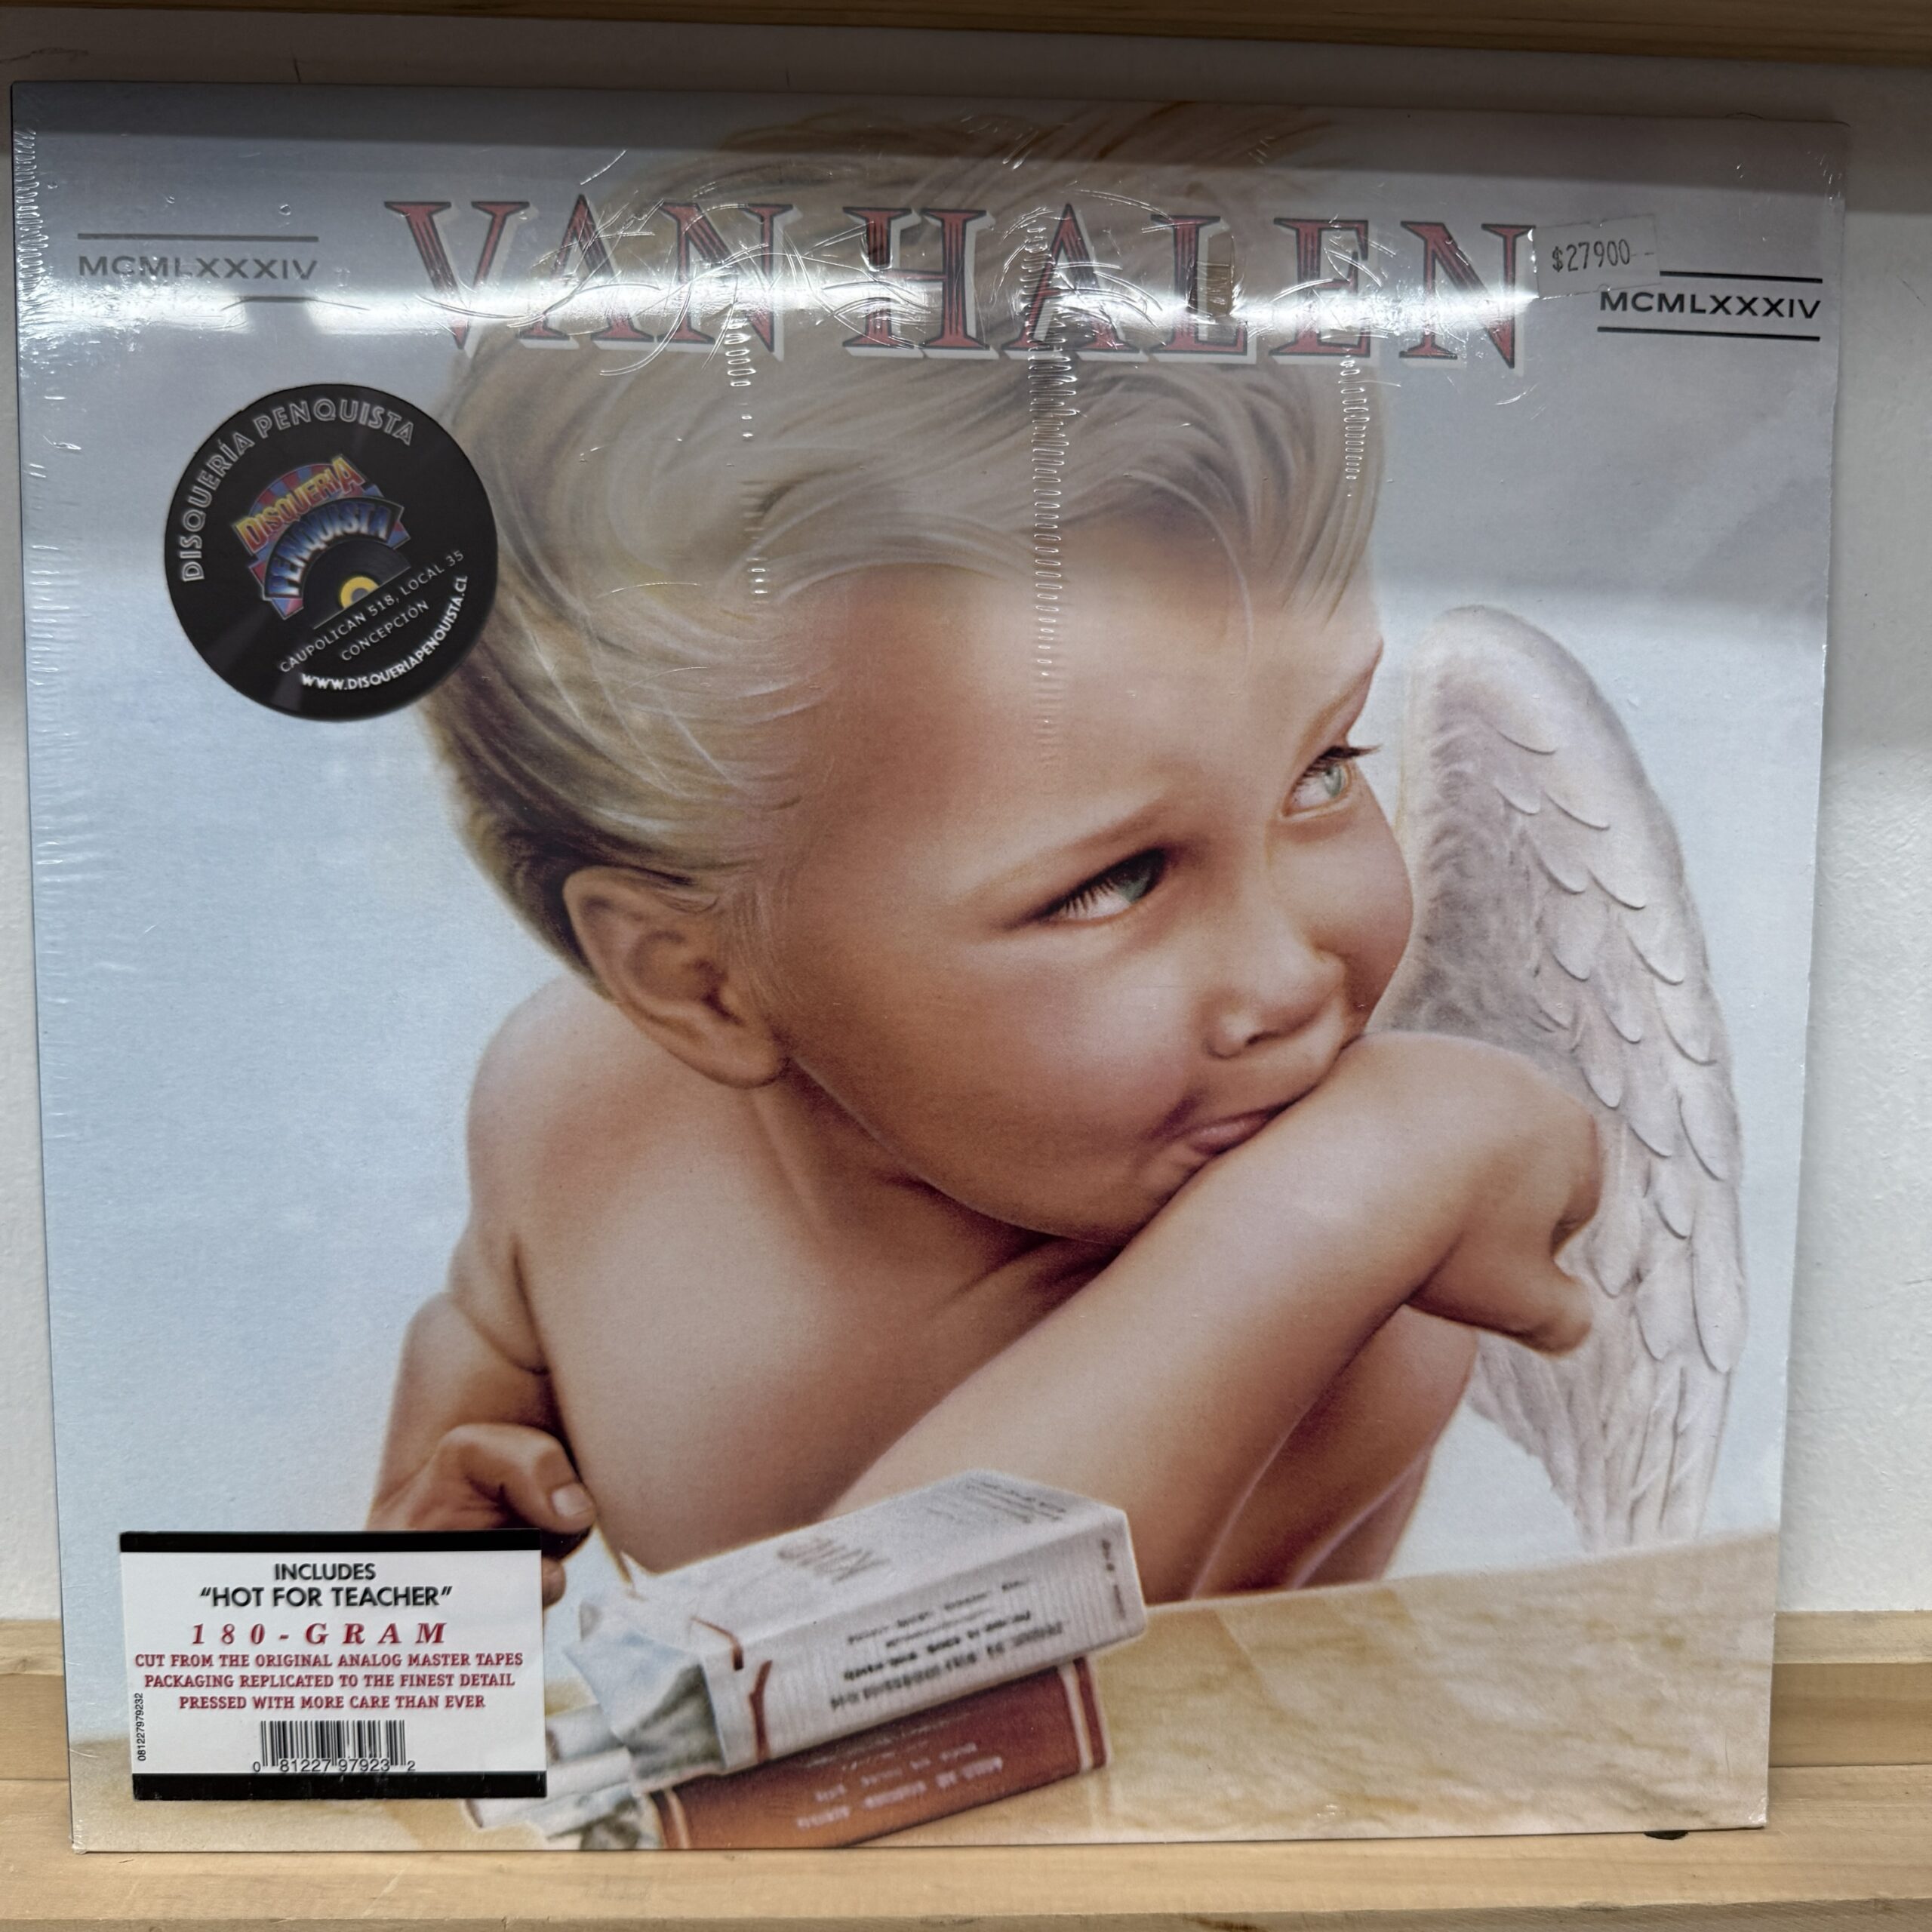 VAN HALEN
MCMLXXXIV
$27900
MCMLXXXIV
DISQUERÍA PENQUISTA
DISQUERIA
PENQUISTA
CAUPOLICAN 518, LOCAL 35
CONCEPCIÓN
WWW.DISQUERIAPENQUISTA.CL
INCLUDES
“HOT FOR TEACHER”
180-GRAM
CUT FROM THE ORIGINAL ANALOG MASTER TAPES
PACKAGING REPLICATED TO THE FINEST DETAIL
PRESSED WITH MORE CARE THAN EVER
081227979232
0 81227 97923 2